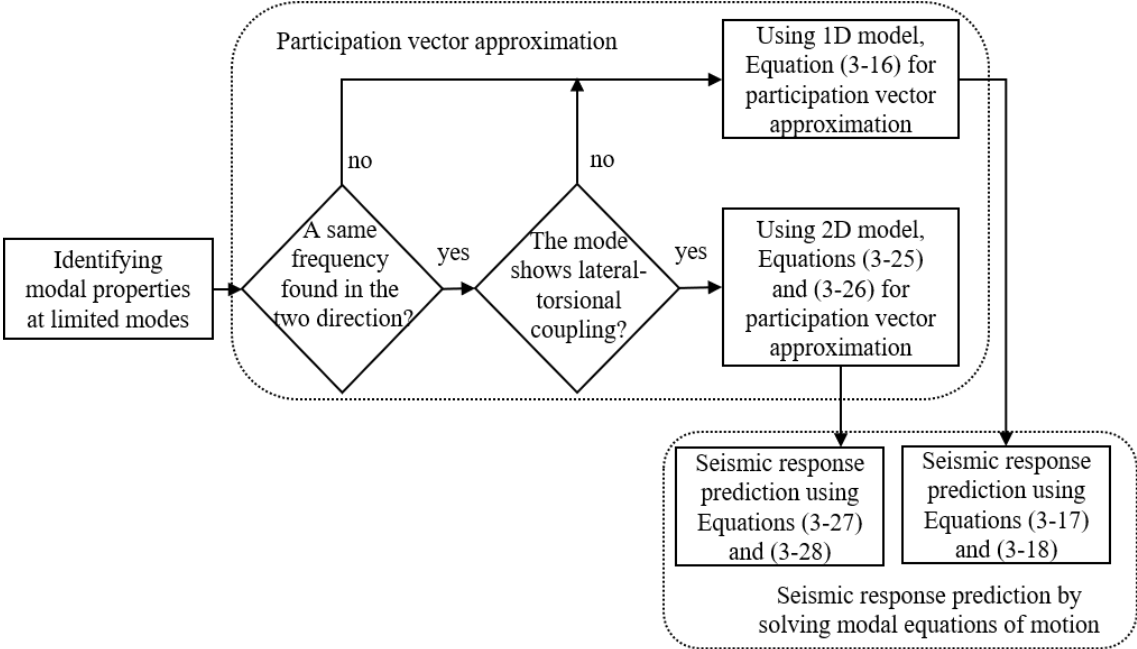 Participation vector approximation
Using 1D model,
Equation (3-16) for
participation vector
approximation
no
no
Identifying
modal properties
at limited modes
A same
frequency
found in the
two direction?
yes
The mode
shows lateral-
torsional
coupling?
yes
Using 2D model,
Equations (3-25)
and (3-26) for
participation vector
approximation
Seismic response
prediction using
Equations (3-27)
and (3-28)
Seismic response
prediction using
Equations (3-17)
and (3-18)
Seismic response prediction by
solving modal equations of motion